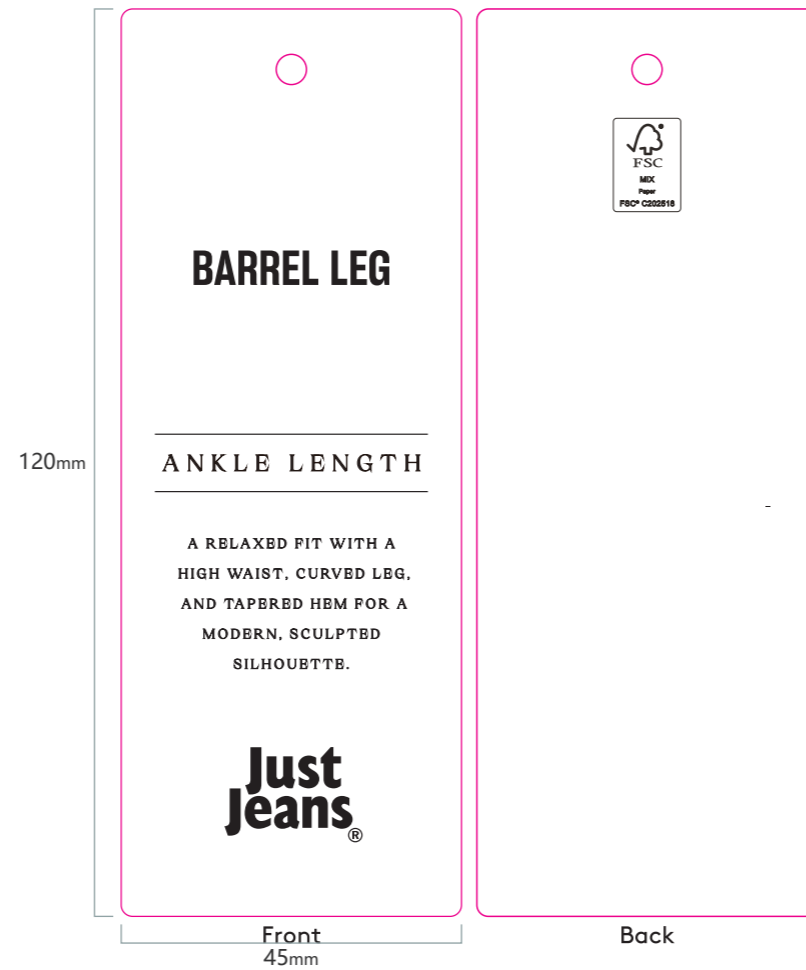 BARREL LEG
120mm
ANKLE LENGTH
A RELAXED FIT WITH A
HIGH WAIST, CURVED LEG,
AND TAPERED HEM FOR A
MODERN, SCULPTED
SILHOUETTE.
Just
Jeans®
Front
45mm
FSC
MIX
Paper
FSC® C202518
-
Back